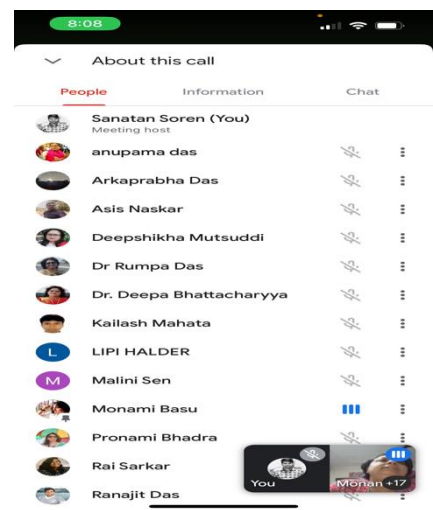 8:08
About this call
People Information Chat
Sanatan Soren (You)
Meeting host
anupama das
Arkaprabha Das
Asis Naskar
Deepshikha Mutsuddi
Dr Rumpa Das
Dr. Deepa Bhattacharyya
Kailash Mahata
L LIPI HALDER
M Malini Sen
Monami Basu
Pronami Bhadra
Rai Sarkar
You Monan +17
Ranajit Das